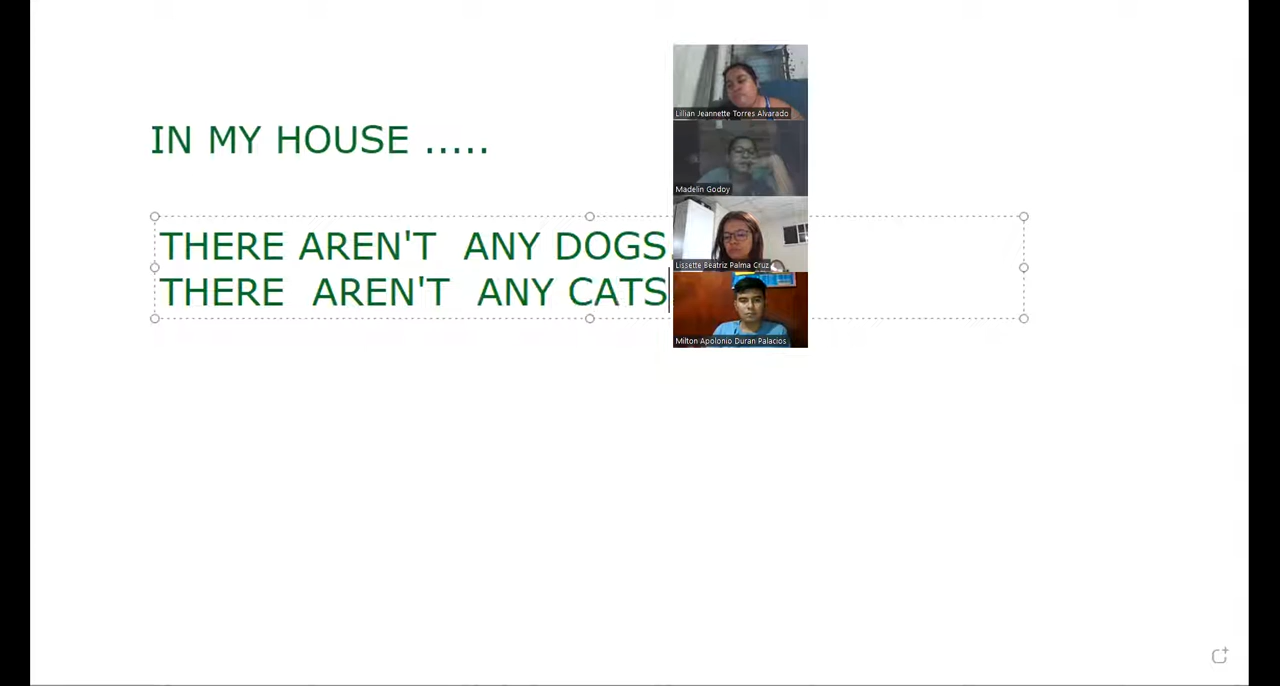 IN MY HOUSE .....
THERE AREN'T ANY DOGS
THERE AREN'T ANY CATS
Lillian Jeannette Torres Alvarado
Madelin Godoy
Lissette Beatriz Palma Cruz
Milton Apolonio Duran Palacios